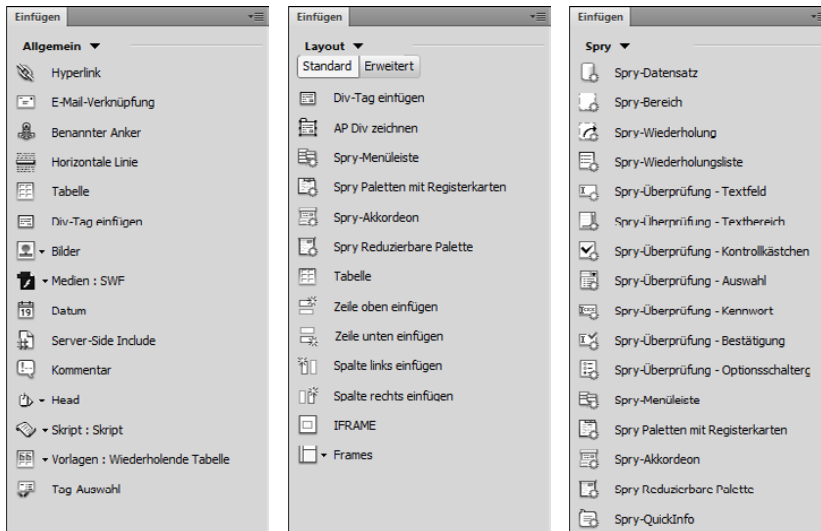 Einfügen
Allgemein
Hyperlink
E-Mail-Verknüpfung
Benannter Anker
Horizontale Linie
Tabelle
Div-Tag einfügen
Bilder
Medien : SWF
19
Datum
Server-Side Include
Kommentar
Head
Skript : Skript
Vorlagen : Wiederholende Tabelle
Tag Auswahl
Einfügen
Layout
Standard Erweitert
Div-Tag einfügen
AP Div zeichnen
Spry-Menüleiste
Spry Paletten mit Registerkarten
Spry-Akkordeon
Spry Reduzierbare Palette
Tabelle
Zeile oben einfügen
Zeile unten einfügen
Spalte links einfügen
Spalte rechts einfügen
IFRAME
Frames
Einfügen
Spry
Spry-Datensatz
Spry-Bereich
Spry-Wiederholung
Spry-Wiederholungsliste
Spry-Überprüfung - Textfeld
Spry-Überprüfung - Textbereich
Spry-Überprüfung - Kontrollkästchen
Spry-Überprüfung - Auswahl
Spry-Überprüfung - Kennwort
Spry-Überprüfung - Bestätigung
Spry-Überprüfung - Optionsschalterg
Spry-Menüleiste
Spry Paletten mit Registerkarten
Spry-Akkordeon
Spry Reduzierbare Palette
Spry-QuickInfo